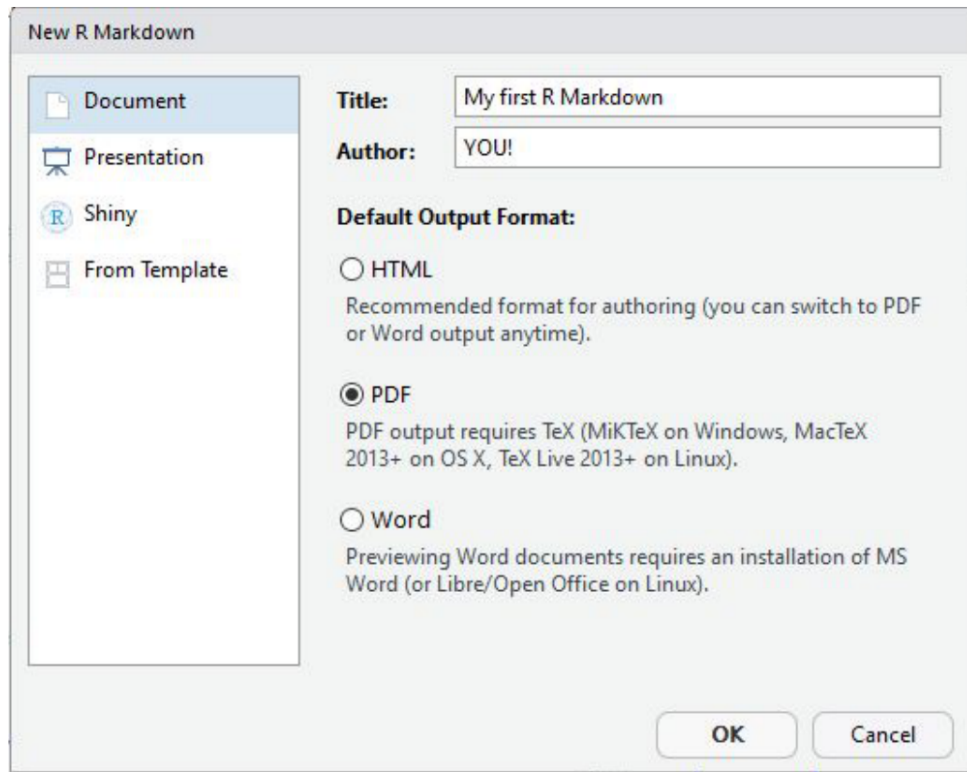 New R Markdown
Document
Presentation
R Shiny
From Template
Title: My first R Markdown
Author: YOU!
Default Output Format:
HTML
Recommended format for authoring (you can switch to PDF
or Word output anytime).
PDF
PDF output requires TeX (MiKTeX on Windows, MacTeX
2013+ on OS X, TeX Live 2013+ on Linux).
Word
Previewing Word documents requires an installation of MS
Word (or Libre/Open Office on Linux).
OK Cancel